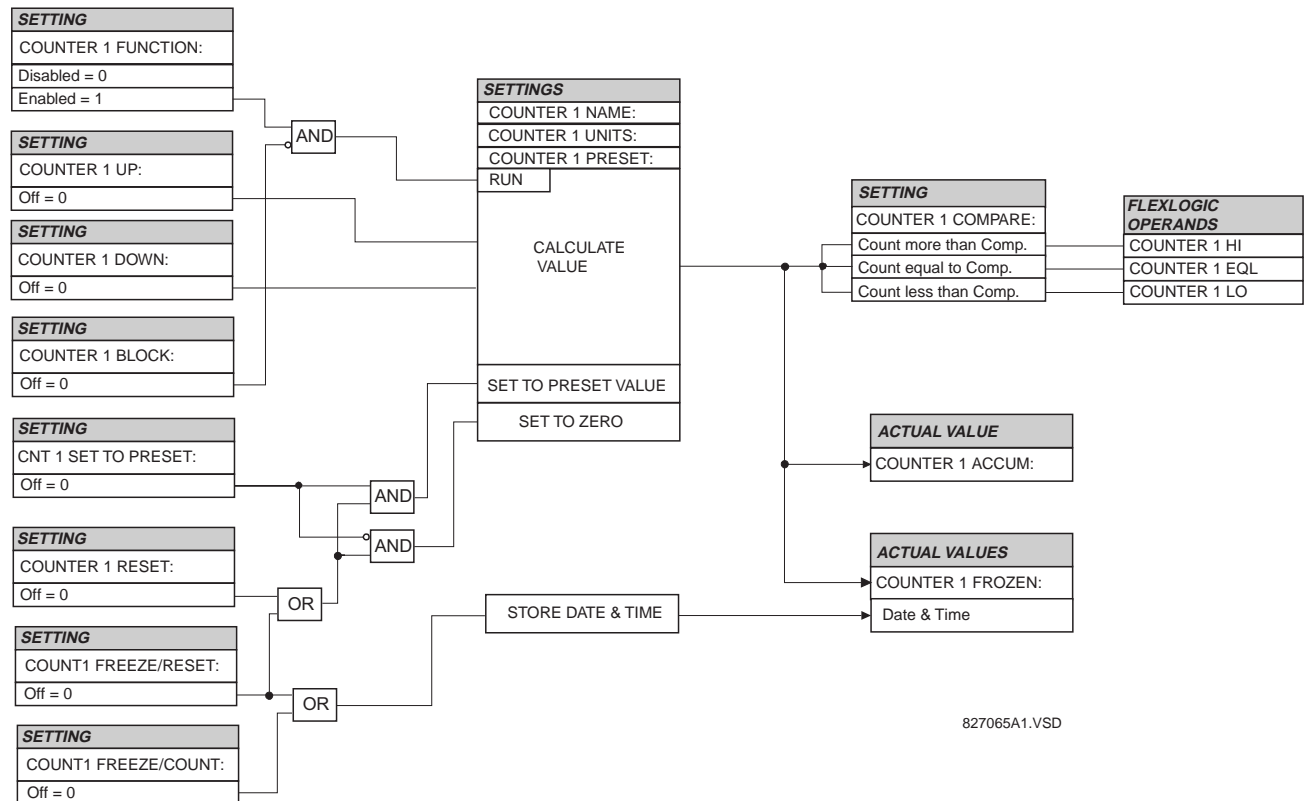 SETTING
COUNTER 1 FUNCTION:
Disabled = 0
Enabled = 1
SETTING
COUNTER 1 UP:
Off = 0
SETTING
COUNTER 1 DOWN:
Off = 0
SETTING
COUNTER 1 BLOCK:
Off = 0
SETTING
CNT 1 SET TO PRESET:
Off = 0
SETTING
COUNTER 1 RESET:
Off = 0
SETTING
COUNT1 FREEZE/RESET:
Off = 0
SETTING
COUNT1 FREEZE/COUNT:
Off = 0
AND
AND
AND
OR
OR
SETTINGS
COUNTER 1 NAME:
COUNTER 1 UNITS:
COUNTER 1 PRESET:
RUN
CALCULATE
VALUE
SET TO PRESET VALUE
SET TO ZERO
STORE DATE & TIME
SETTING
COUNTER 1 COMPARE:
Count more than Comp.
Count equal to Comp.
Count less than Comp.
FLEXLOGIC
OPERANDS
COUNTER 1 HI
COUNTER 1 EQL
COUNTER 1 LO
ACTUAL VALUE
COUNTER 1 ACCUM:
ACTUAL VALUES
COUNTER 1 FROZEN:
Date & Time
827065A1.VSD